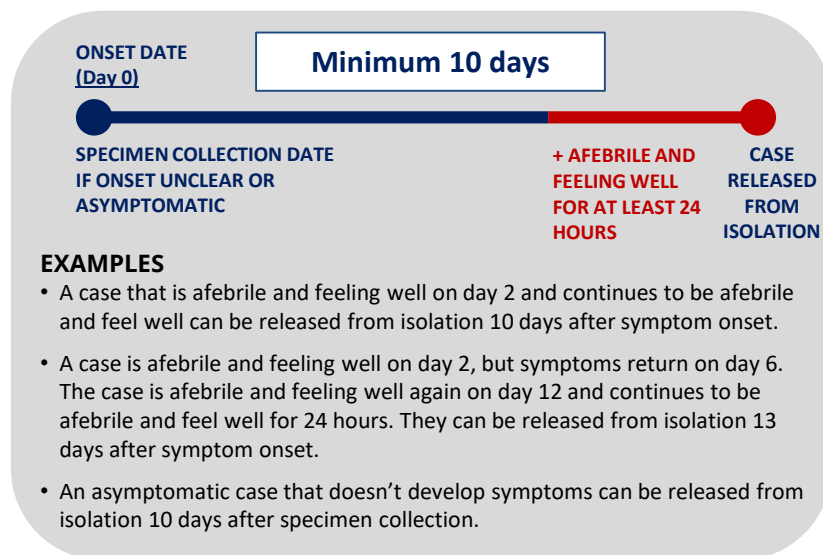 ONSET DATE
(Day 0)
Minimum 10 days
SPECIMEN COLLECTION DATE
IF ONSET UNCLEAR OR
ASYMPTOMATIC
+ AFEBRILE AND
FEELING WELL
FOR AT LEAST 24
HOURS
CASE
RELEASED
FROM
ISOLATION
EXAMPLES
• A case that is afebrile and feeling well on day 2 and continues to be afebrile
and feel well can be released from isolation 10 days after symptom onset.
• A case is afebrile and feeling well on day 2, but symptoms return on day 6.
The case is afebrile and feeling well again on day 12 and continues to be
afebrile and feel well for 24 hours. They can be released from isolation 13
days after symptom onset.
• An asymptomatic case that doesn’t develop symptoms can be released from
isolation 10 days after specimen collection.